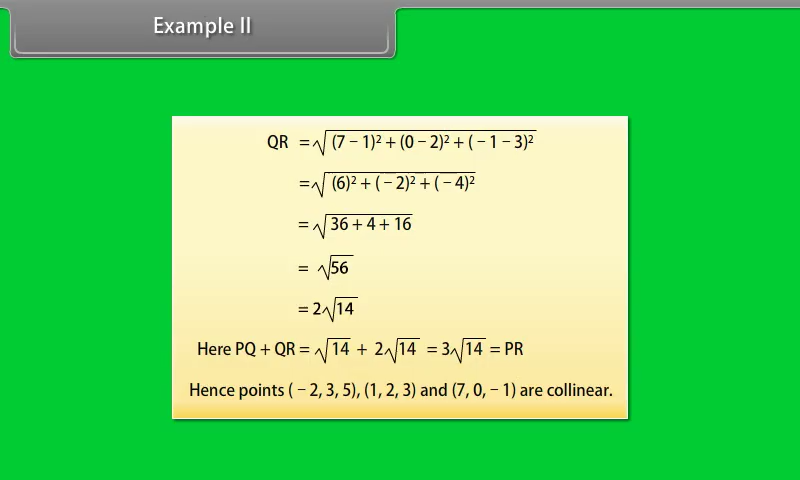 Example II
QR = √(7 – 1)² + (0 – 2)² + ( – 1 – 3)²
= √(6)² + ( – 2)² + ( – 4)²
= √36 + 4 + 16
= √56
= 2√14
Here PQ + QR = √14 + 2√14 = 3√14 = PR
Hence points ( – 2, 3, 5), (1, 2, 3) and (7, 0, – 1) are collinear.